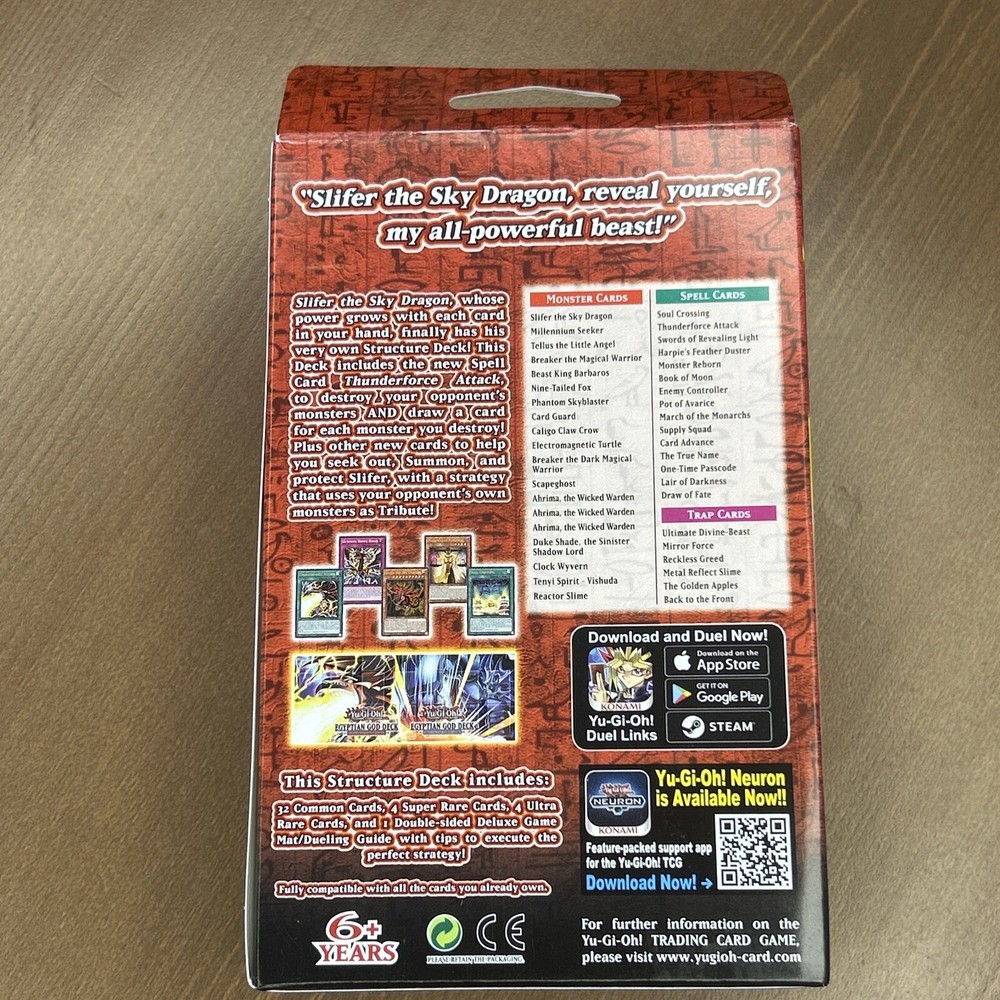 "Slifer the Sky Dragon, reveal yourself,
my all-powerful beast!"
Slifer the Sky Dragon, whose
power grows with each card
in your hand, finally has his
very own Structure Deck! This
Deck includes the new Spell
Card Thunderforce Attack,
to destroy your opponent's
monsters AND draw a card
for each monster you destroy!
Plus other new cards to help
you seek out, Summon, and
protect Slifer, with a strategy
that uses your opponent's own
monsters as Tribute!
MONSTER CARDS
Slifer the Sky Dragon
Millennium Seeker
Tellus the Little Angel
Breaker the Magical Warrior
Beast King Barbaros
Nine-Tailed Fox
Phantom Skyblaster
Card Guard
Caligo Claw Crow
Electromagnetic Turtle
Breaker the Dark Magical
Warrior
Scapeghost
Ahrima, the Wicked Warden
Ahrima, the Wicked Warden
Ahrima, the Wicked Warden
Duke Shade, the Sinister
Shadow Lord
Clock Wyvern
Tenyi Spirit - Vishuda
Reactor Slime
SPELL CARDS
Soul Crossing
Thunderforce Attack
Swords of Revealing Light
Harpie's Feather Duster
Monster Reborn
Book of Moon
Enemy Controller
Pot of Avarice
March of the Monarchs
Supply Squad
Card Advance
The True Name
One-Time Passcode
Lair of Darkness
Draw of Fate
TRAP CARDS
Ultimate Divine-Beast
Mirror Force
Reckless Greed
Metal Reflect Slime
The Golden Apples
Back to the Front
Yu-Gi-Oh!
EGYPTIAN GOD DECK
Yu-Gi-Oh!
EGYPTIAN GOD DECK
Download and Duel Now!
KONAMI
Yu-Gi-Oh!
Duel Links
Download on the
App Store
GET IT ON
Google Play
STEAM
This Structure Deck includes:
32 Common Cards, 4 Super Rare Cards, 4 Ultra
Rare Cards, and 1 Double-sided Deluxe Game
Mat/Dueling Guide with tips to execute the
perfect strategy!
Fully compatible with all the cards you already own.
Yu-Gi-Oh!
NEURON
KONAMI
Yu-Gi-Oh! Neuron
is Available Now!!
Feature-packed support app
for the Yu-Gi-Oh! TCG
Download Now! →
6+
YEARS
PLEASE RETAIN THE PACKAGING
CE
For further information on the
Yu-Gi-Oh! TRADING CARD GAME,
please visit www.yugioh-card.com